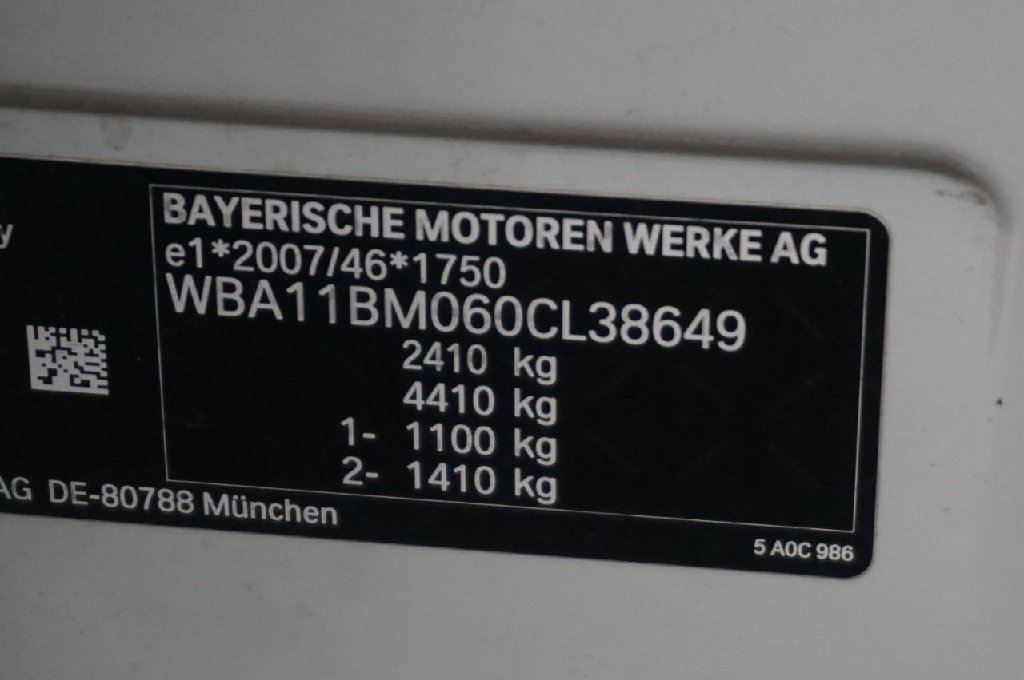 BAYERISCHE MOTOREN WERKE AG
e1*2007/46*1750
WBA11BM060CL38649
2410 kg
4410 kg
1- 1100 kg
2- 1410 kg
AG DE-80788 München
5 A0C 986